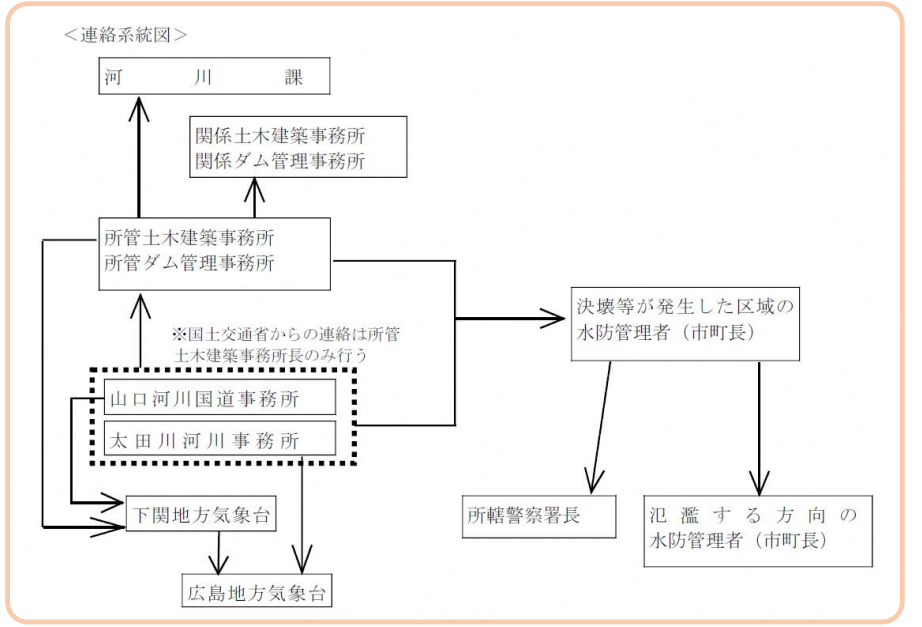 ＜連絡系統図＞
河川課
関係土木建築事務所
関係ダム管理事務所
所管土木建築事務所
所管ダム管理事務所
※国土交通省からの連絡は所管
土木建築事務所長のみ行う
山口河川国道事務所
太田川河川事務所
下関地方気象台
広島地方気象台
決壊等が発生した区域の
水防管理者（市町長）
所轄警察署長
氾濫する方向の
水防管理者（市町長）